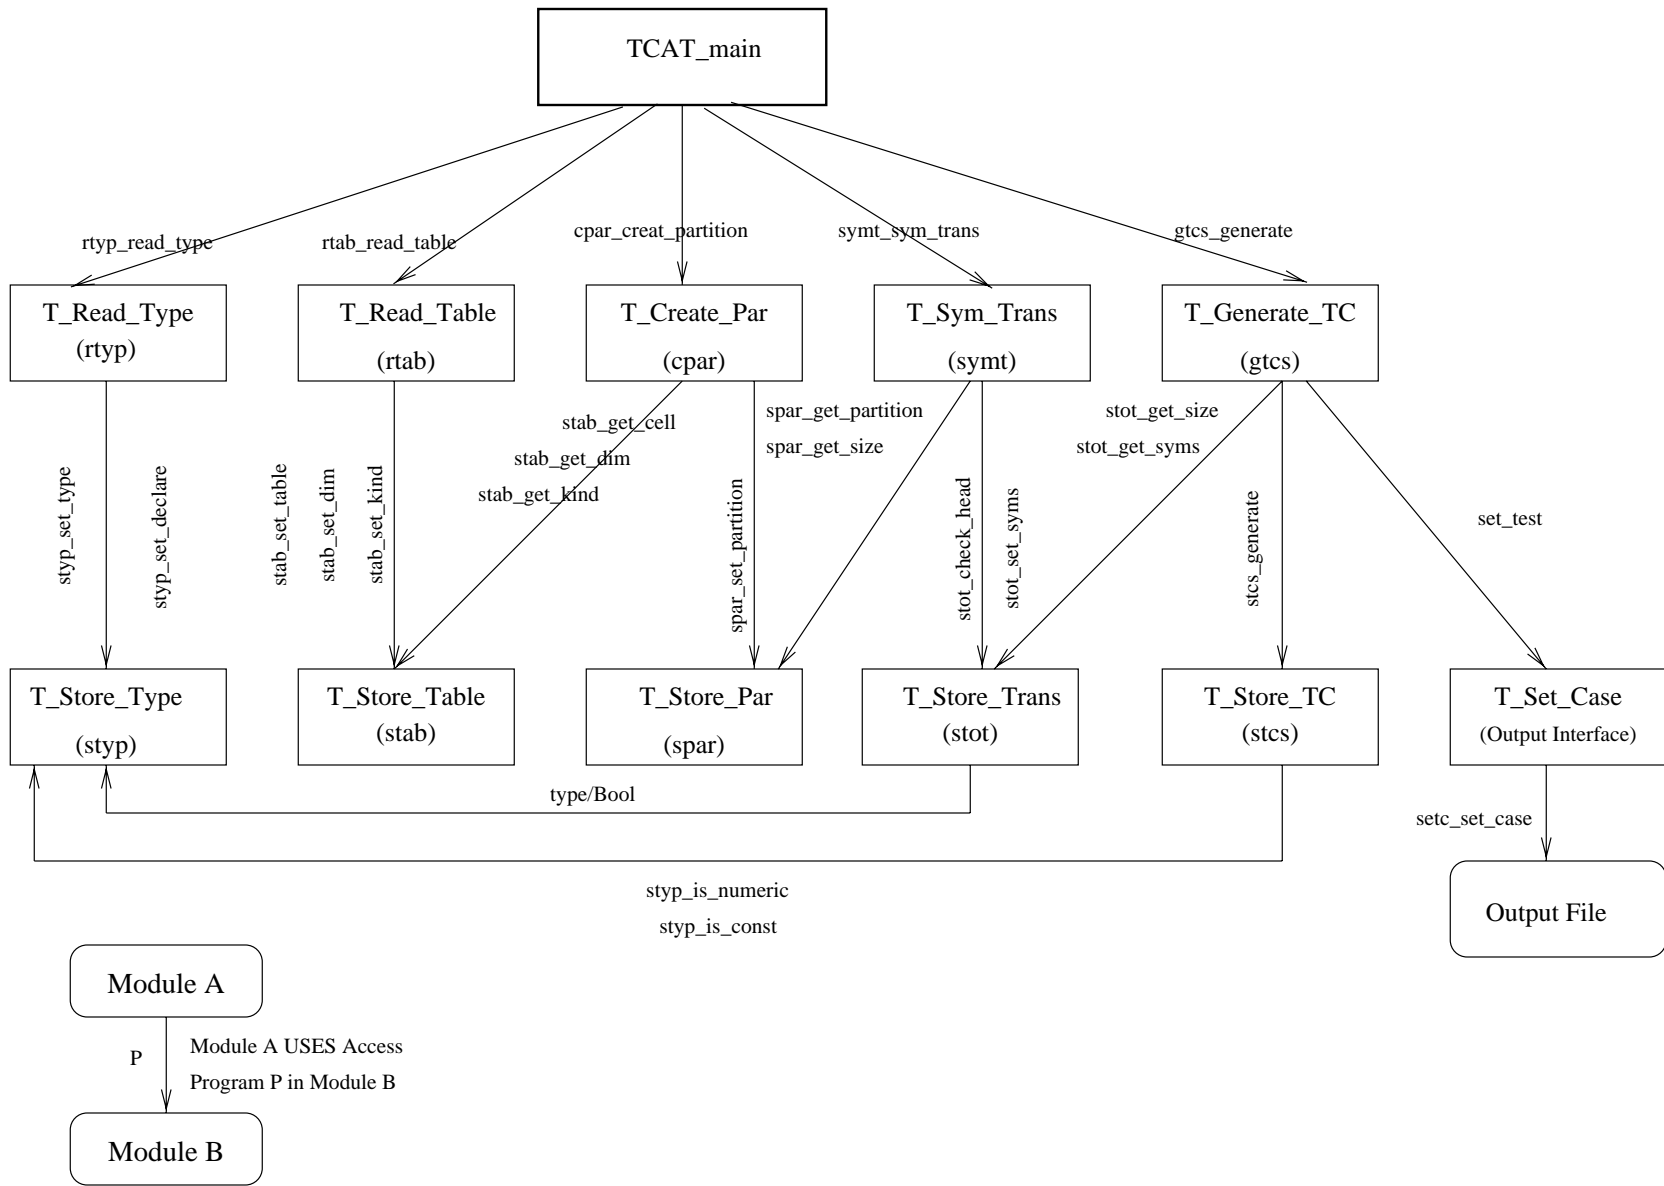 TCAT_main
rtyp_read_type
rtab_read_table
cpar_creat_partition
symt_sym_trans
gtcs_generate
T_Read_Type
(rtyp)
T_Read_Table
(rtab)
T_Create_Par
(cpar)
T_Sym_Trans
(symt)
T_Generate_TC
(gtcs)
styp_set_type
styp_set_declare
stab_set_table
stab_set_dim
stab_set_kind
stab_get_cell
stab_get_dim
stab_get_kind
spar_set_partition
spar_get_partition
spar_get_size
stot_check_head
stot_set_syms
stot_get_size
stot_get_syms
stcs_generate
set_test
T_Store_Type
(styp)
T_Store_Table
(stab)
T_Store_Par
(spar)
T_Store_Trans
(stot)
T_Store_TC
(stcs)
T_Set_Case
(Output Interface)
type/Bool
setc_set_case
styp_is_numeric
styp_is_const
Output File
Module A
P
Module A USES Access
Program P in Module B
Module B